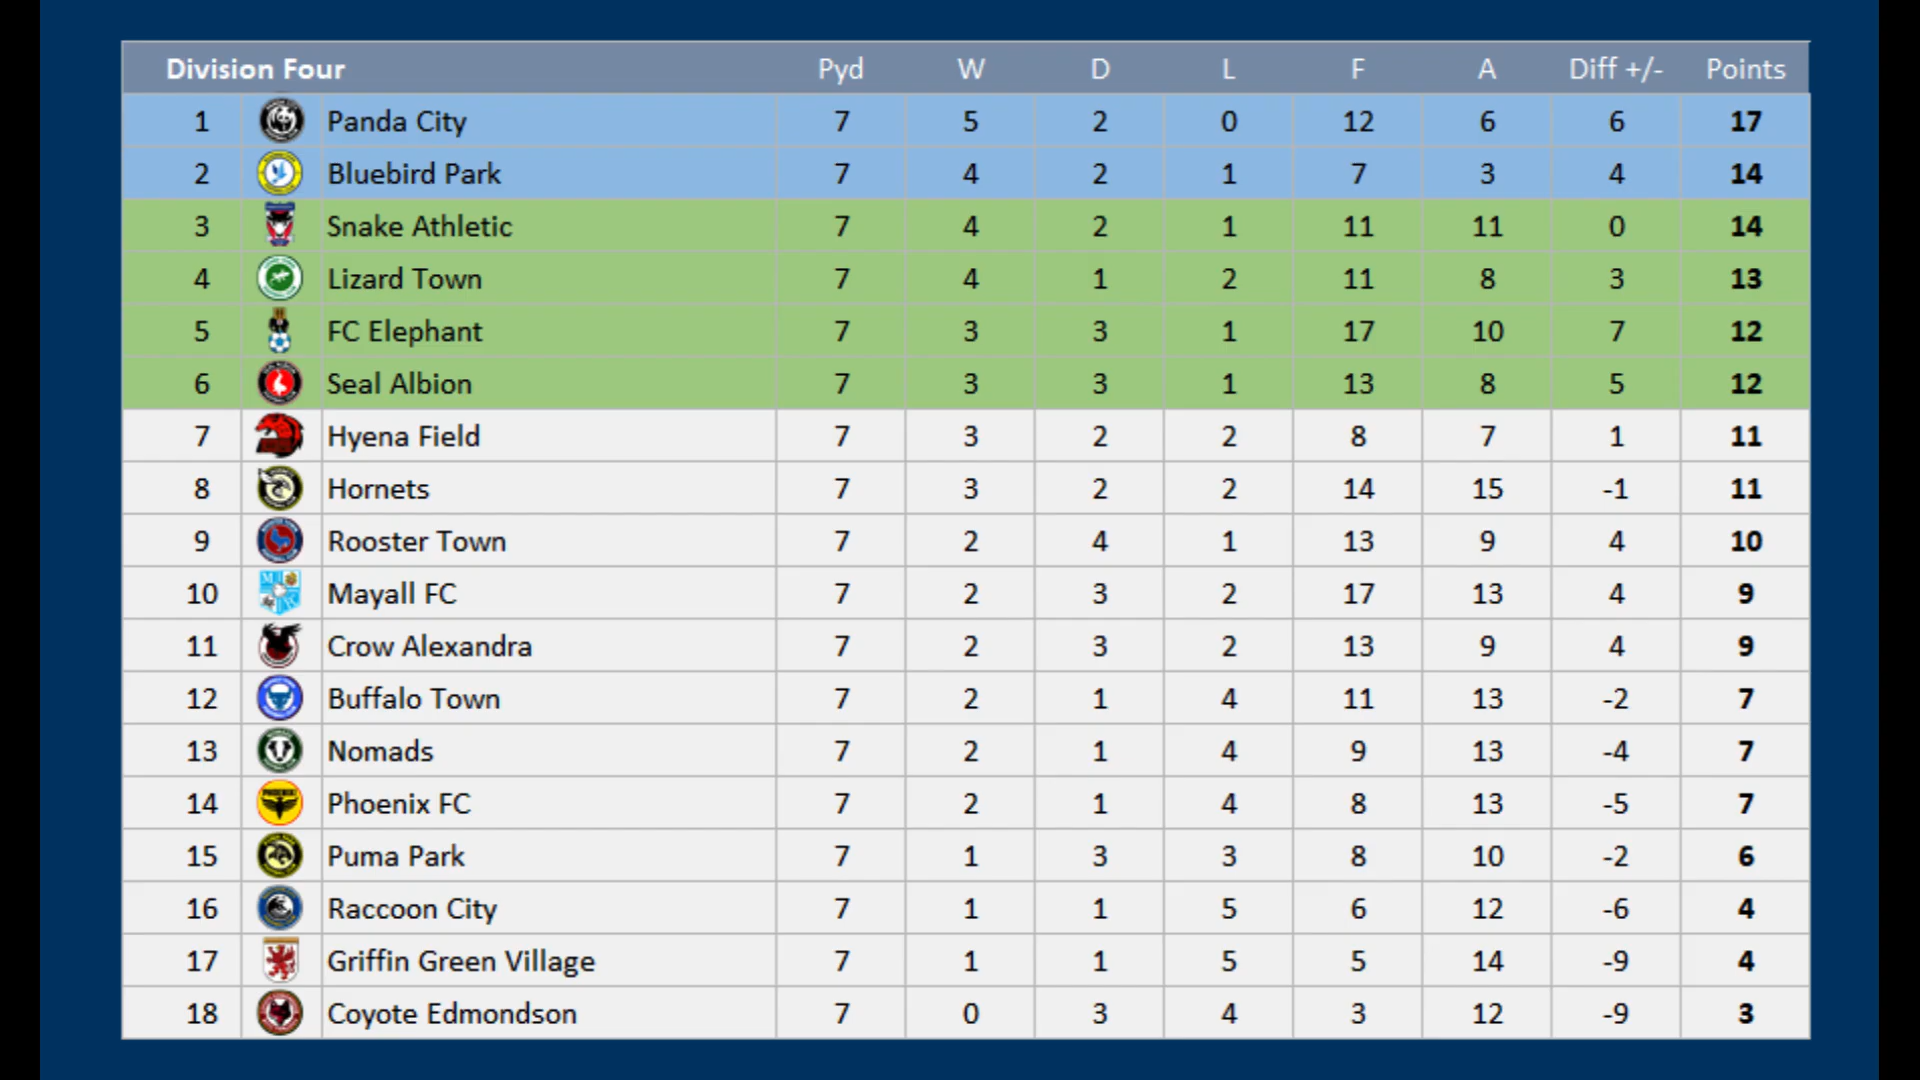 Division Four Pyd W D L F A Diff +/- Points
1 Panda City 7 5 2 0 12 6 6 17
2 Bluebird Park 7 4 2 1 7 3 4 14
3 Snake Athletic 7 4 2 1 11 11 0 14
4 Lizard Town 7 4 1 2 11 8 3 13
5 FC Elephant 7 3 3 1 17 10 7 12
6 Seal Albion 7 3 3 1 13 8 5 12
7 Hyena Field 7 3 2 2 8 7 1 11
8 Hornets 7 3 2 2 14 15 -1 11
9 Rooster Town 7 2 4 1 13 9 4 10
10 Mayall FC 7 2 3 2 17 13 4 9
11 Crow Alexandra 7 2 3 2 13 9 4 9
12 Buffalo Town 7 2 1 4 11 13 -2 7
13 Nomads 7 2 1 4 9 13 -4 7
14 Phoenix FC 7 2 1 4 8 13 -5 7
15 Puma Park 7 1 3 3 8 10 -2 6
16 Raccoon City 7 1 1 5 6 12 -6 4
17 Griffin Green Village 7 1 1 5 5 14 -9 4
18 Coyote Edmondson 7 0 3 4 3 12 -9 3